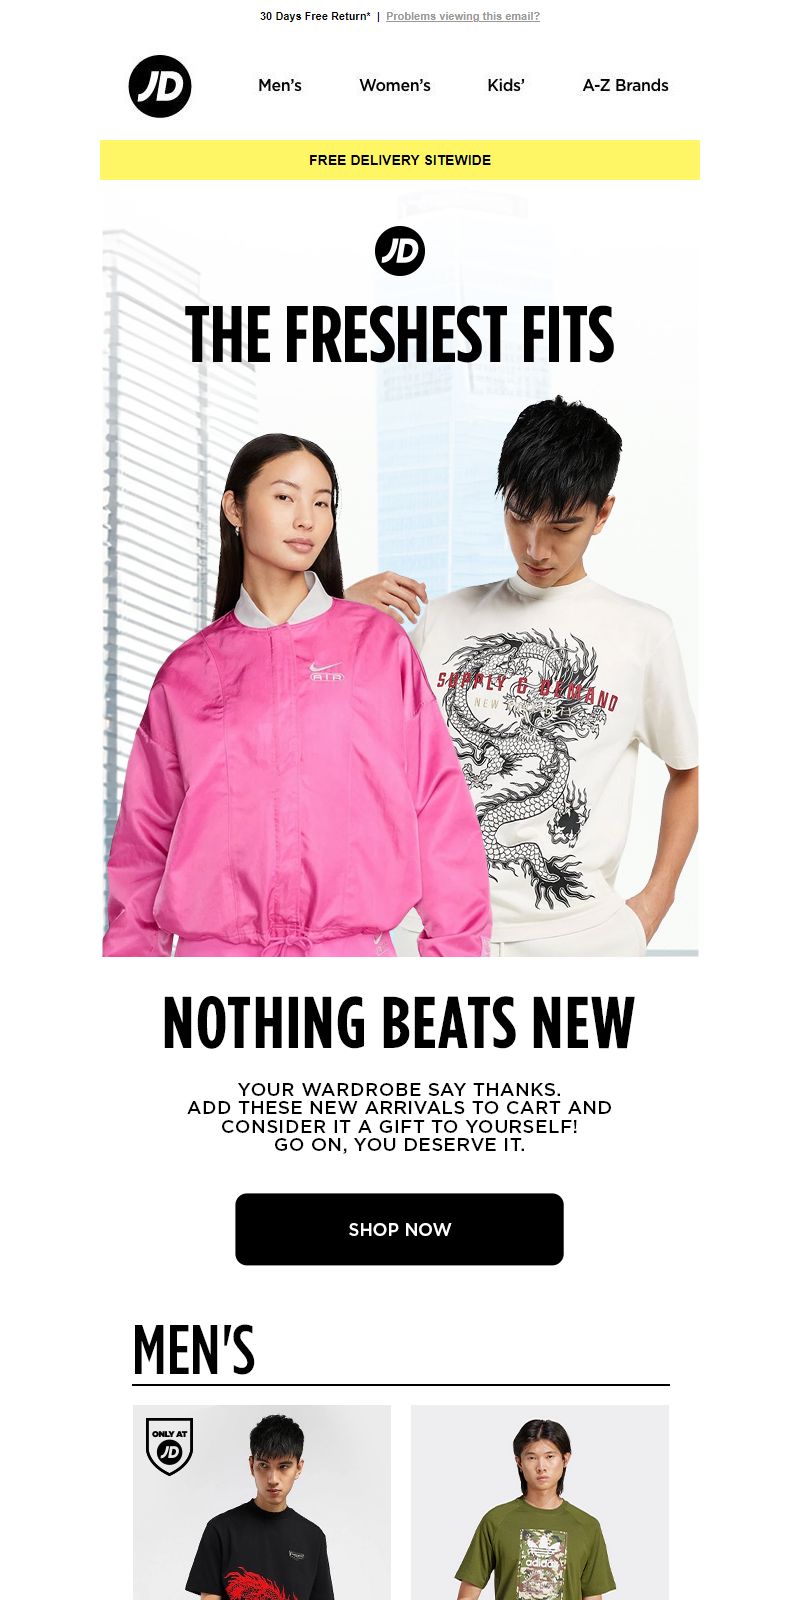 30 Days Free Return* | Problems viewing this email?
JD Men's Women's Kids' A-Z Brands
FREE DELIVERY SITEWIDE
JD
THE FRESHEST FITS
AIR
SUPPLY & DEMAND
NEW
NOTHING BEATS NEW
YOUR WARDROBE SAY THANKS.
ADD THESE NEW ARRIVALS TO CART AND
CONSIDER IT A GIFT TO YOURSELF!
GO ON, YOU DESERVE IT.
SHOP NOW
MEN'S
ONLY AT
JD
adidas